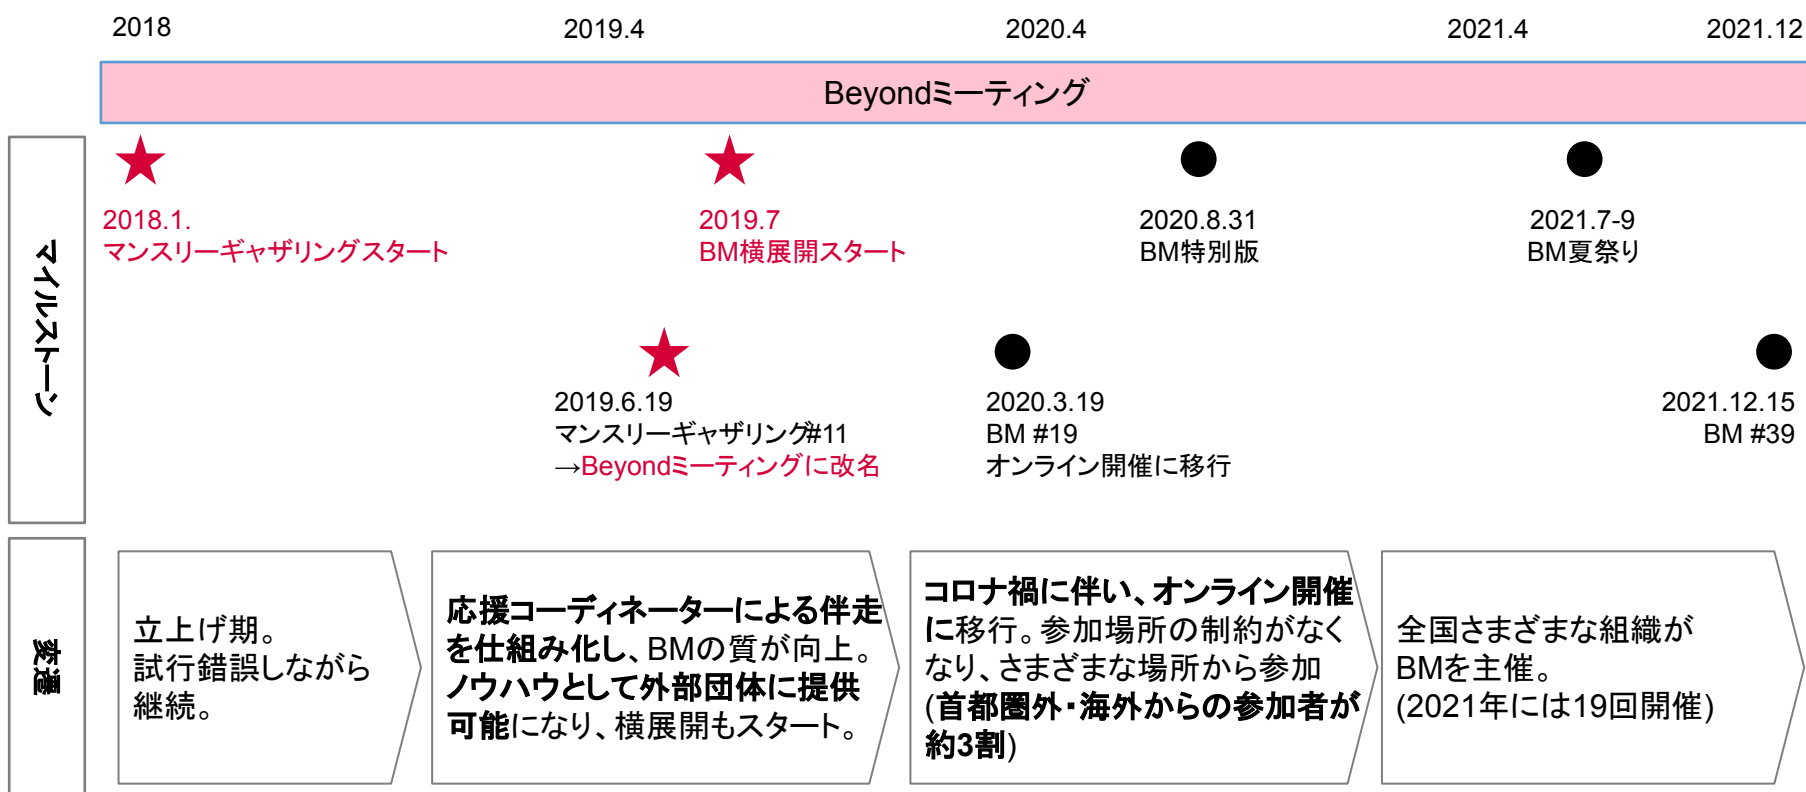 2018
2019.4
2020.4
2021.4
2021.12
Beyondミーティング
マイルストーン
2018.1.
マンスリーギャザリングスタート
2019.7
BM横展開スタート
2020.8.31
BM特別版
2021.7-9
BM夏祭り
2019.6.19
マンスリーギャザリング#11
→Beyondミーティングに改名
2020.3.19
BM #19
オンライン開催に移行
2021.12.15
BM #39
変遷
立上げ期。
試行錯誤しながら
継続。
応援コーディネーターによる伴走
を仕組み化し、BMの質が向上。
ノウハウとして外部団体に提供
可能になり、横展開もスタート。
コロナ禍に伴い、オンライン開催
に移行。参加場所の制約がなく
なり、さまざまな場所から参加
(首都圏外・海外からの参加者が
約3割)
全国さまざまな組織が
BMを主催。
(2021年には19回開催)